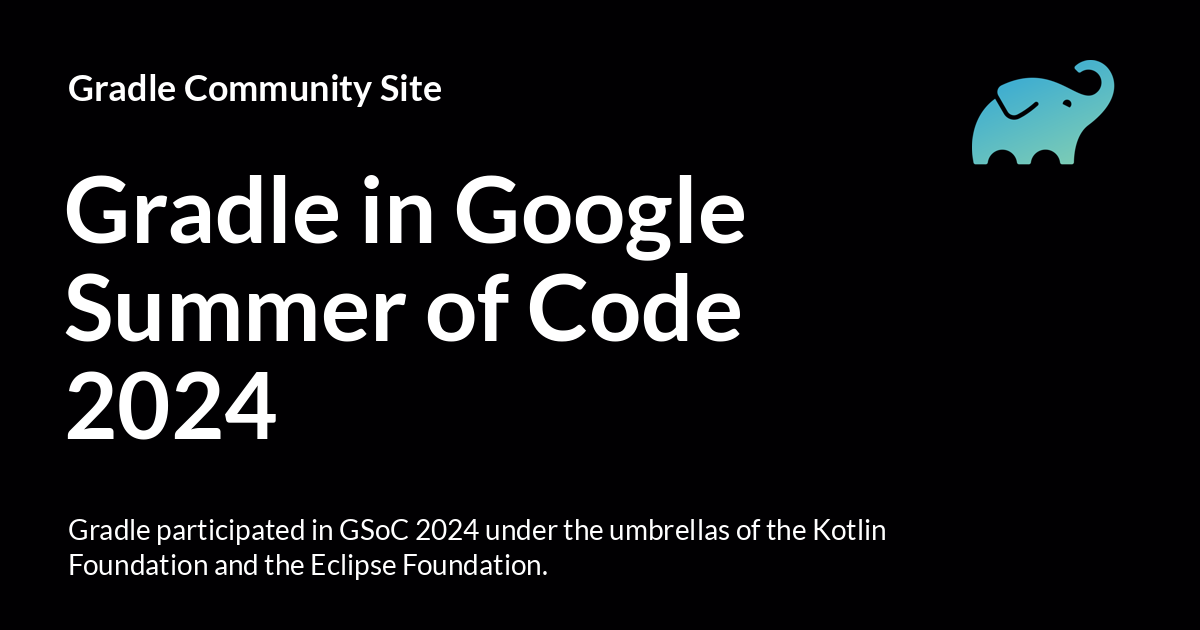 Gradle Community Site
Gradle in Google
Summer of Code
2024
Gradle participated in GSoC 2024 under the umbrellas of the Kotlin
Foundation and the Eclipse Foundation.